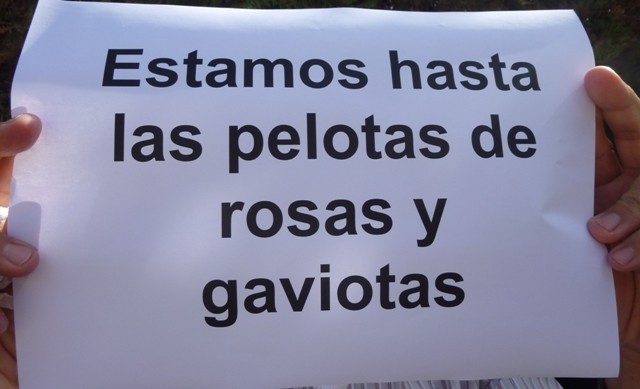 Estamos hasta
las pelotas de
rosas y
gaviotas